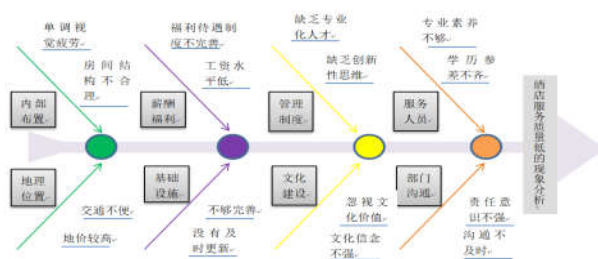 单调视
觉疲劳
房间结
构不合
理
内部
布置
福利待遇制
度不完善
工资水
平低
薪酬
福利
缺乏专业
化人才
缺乏创新
性思维
管理
制度
专业素养
不够
学历参
差不齐
服务
人员
酒店服务质量低的现象分析
地理
位置
交通不便
地价较高
基础
设施
不够完善
没有及
时更新
文化
建设
忽视文
化价值
文化信念
不强
部门
沟通
责任意
识不强
沟通不
及时